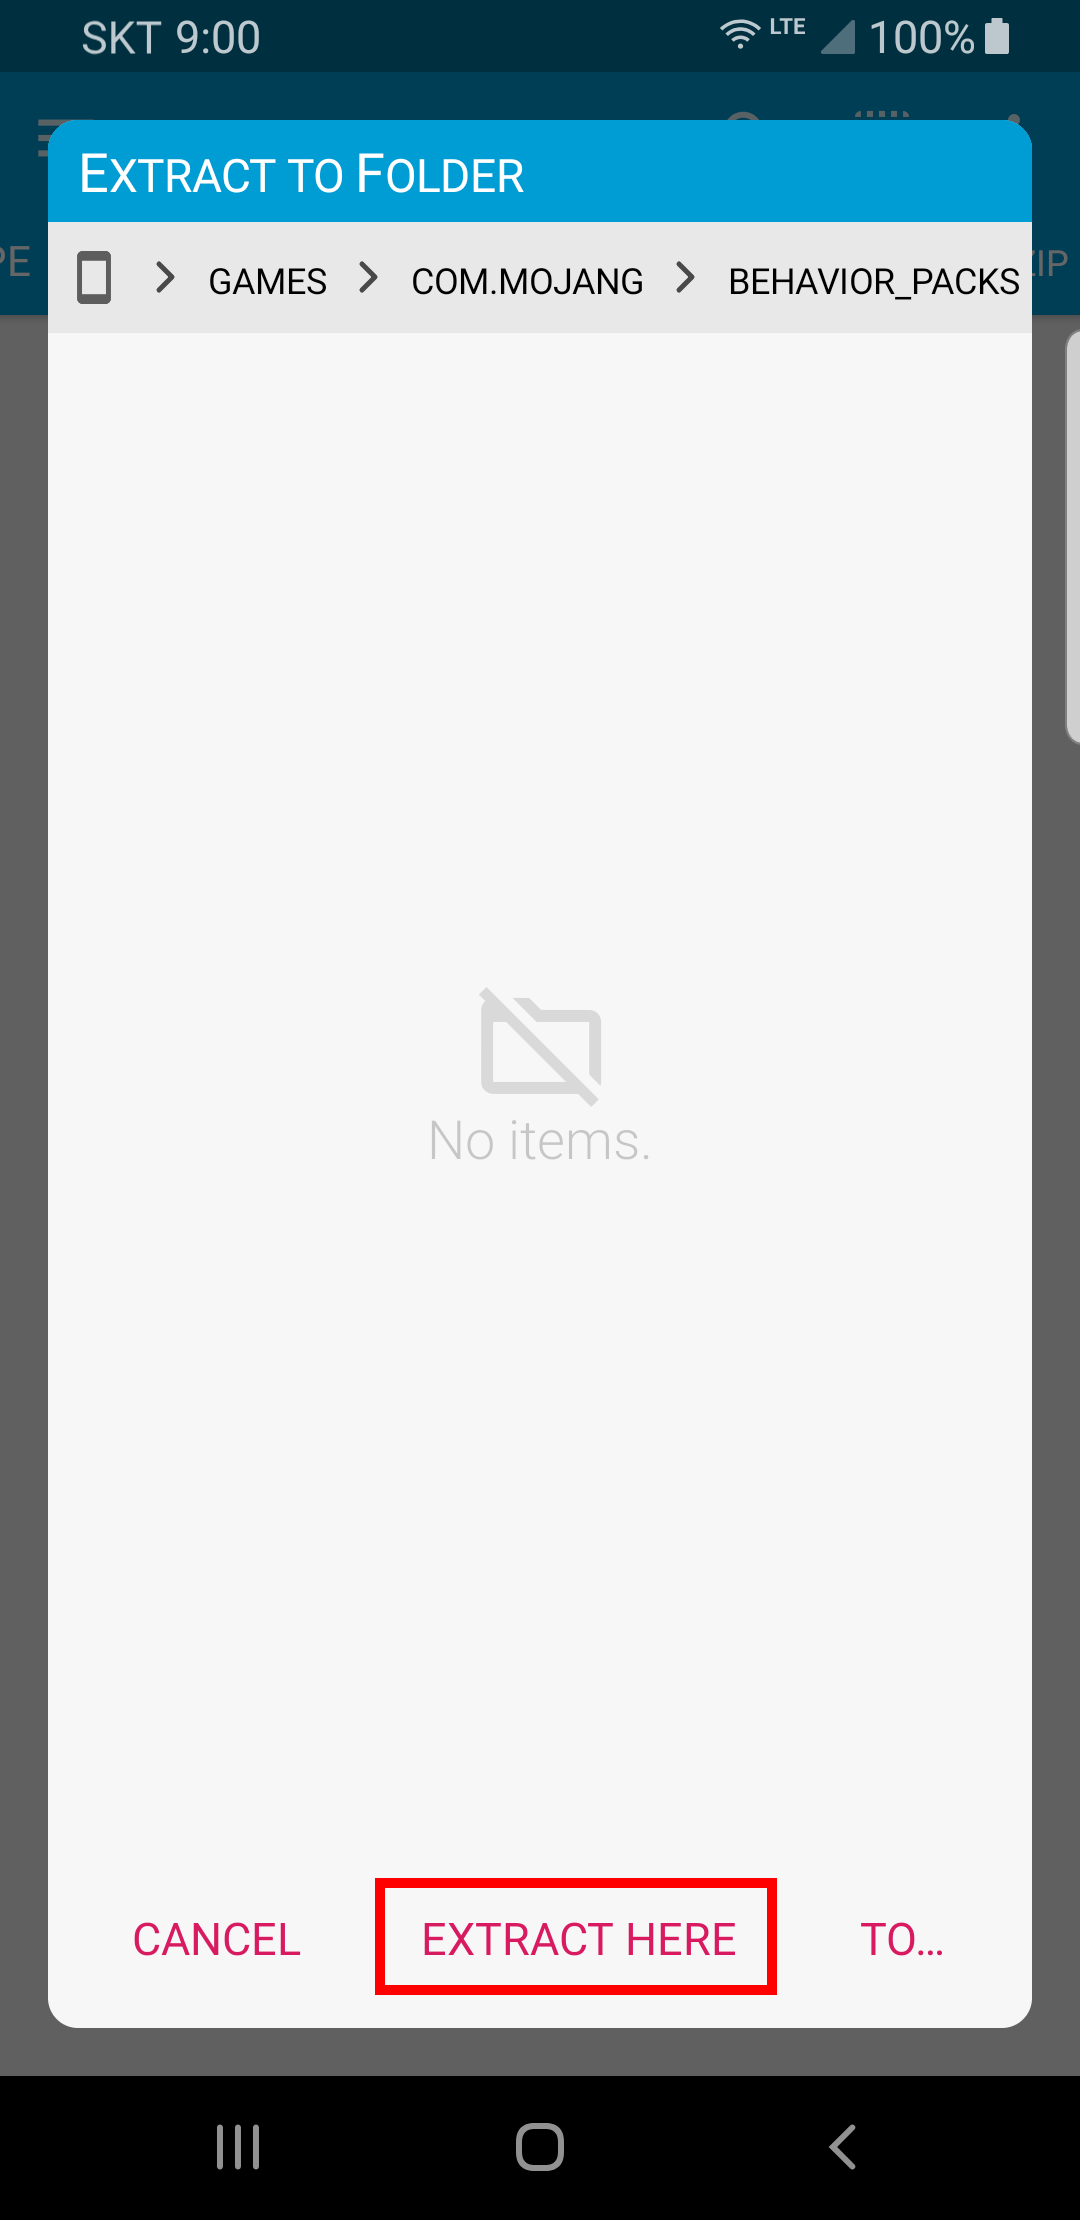 SKT 9:00 LTE 100%
EXTRACT TO FOLDER
PE
GAMES COM.MOJANG BEHAVIOR_PACKS
IP
No items.
CANCEL EXTRACT HERE TO...